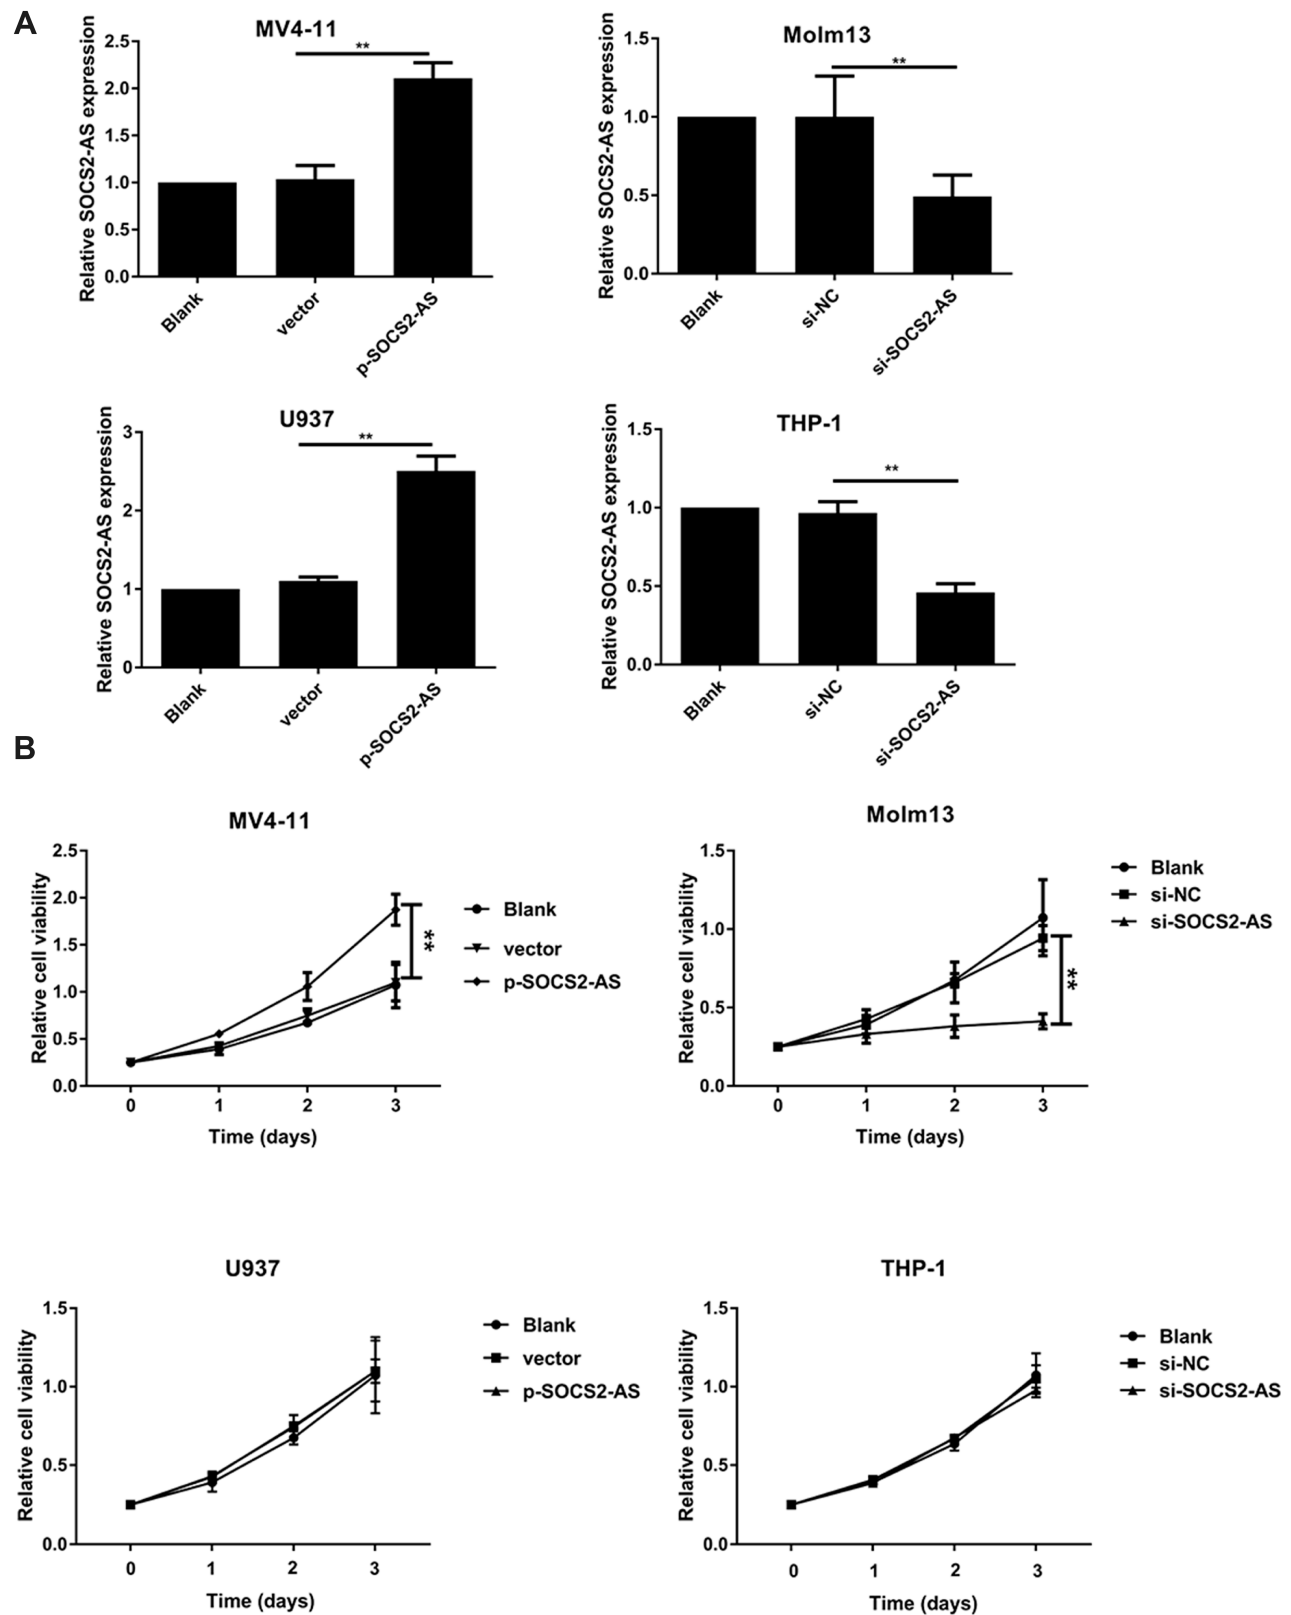 A
MV4-11
Relative SOCS2-AS expression
2.5
2.0
1.5
1.0
0.5
0.0
**
Blank
vector
p-SOCS2-AS
Molm13
Relative SOCS2-AS expression
1.5
1.0
0.5
0.0
**
Blank
si-NC
si-SOCS2-AS
U937
Relative SOCS2-AS expression
3
2
1
0
**
Blank
vector
p-SOCS2-AS
THP-1
Relative SOCS2-AS expression
1.5
1.0
0.5
0.0
**
Blank
si-NC
si-SOCS2-AS
B
MV4-11
Relative cell viability
2.5
2.0
1.5
1.0
0.5
0.0
0 1 2 3
Time (days)
**
Blank
vector
p-SOCS2-AS
Molm13
Relative cell viability
1.5
1.0
0.5
0.0
0 1 2 3
Time (days)
**
Blank
si-NC
si-SOCS2-AS
U937
Relative cell viability
1.5
1.0
0.5
0.0
0 1 2 3
Time (days)
Blank
vector
p-SOCS2-AS
THP-1
Relative cell viability
1.5
1.0
0.5
0.0
0 1 2 3
Time (days)
Blank
si-NC
si-SOCS2-AS